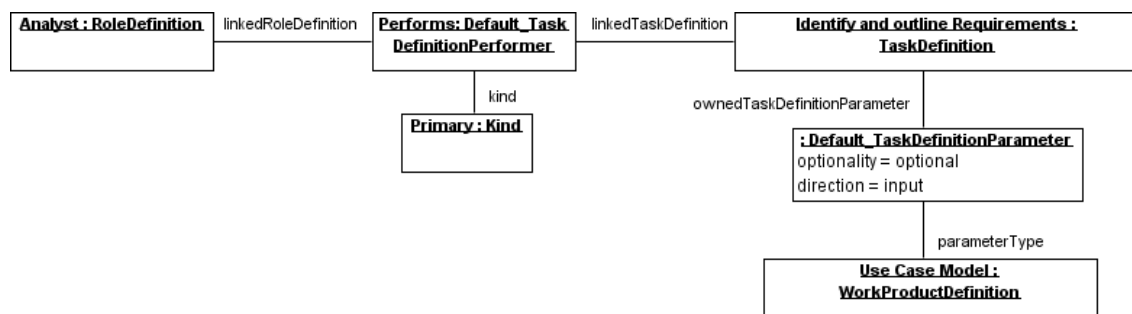 Analyst : RoleDefinition
linkedRoleDefinition
Performs: Default_Task
DefinitionPerformer
linkedTaskDefinition
Identify and outline Requirements :
TaskDefinition
kind
Primary : Kind
ownedTaskDefinitionParameter
: Default_TaskDefinitionParameter
optionality = optional
direction = input
parameterType
Use Case Model :
WorkProductDefinition